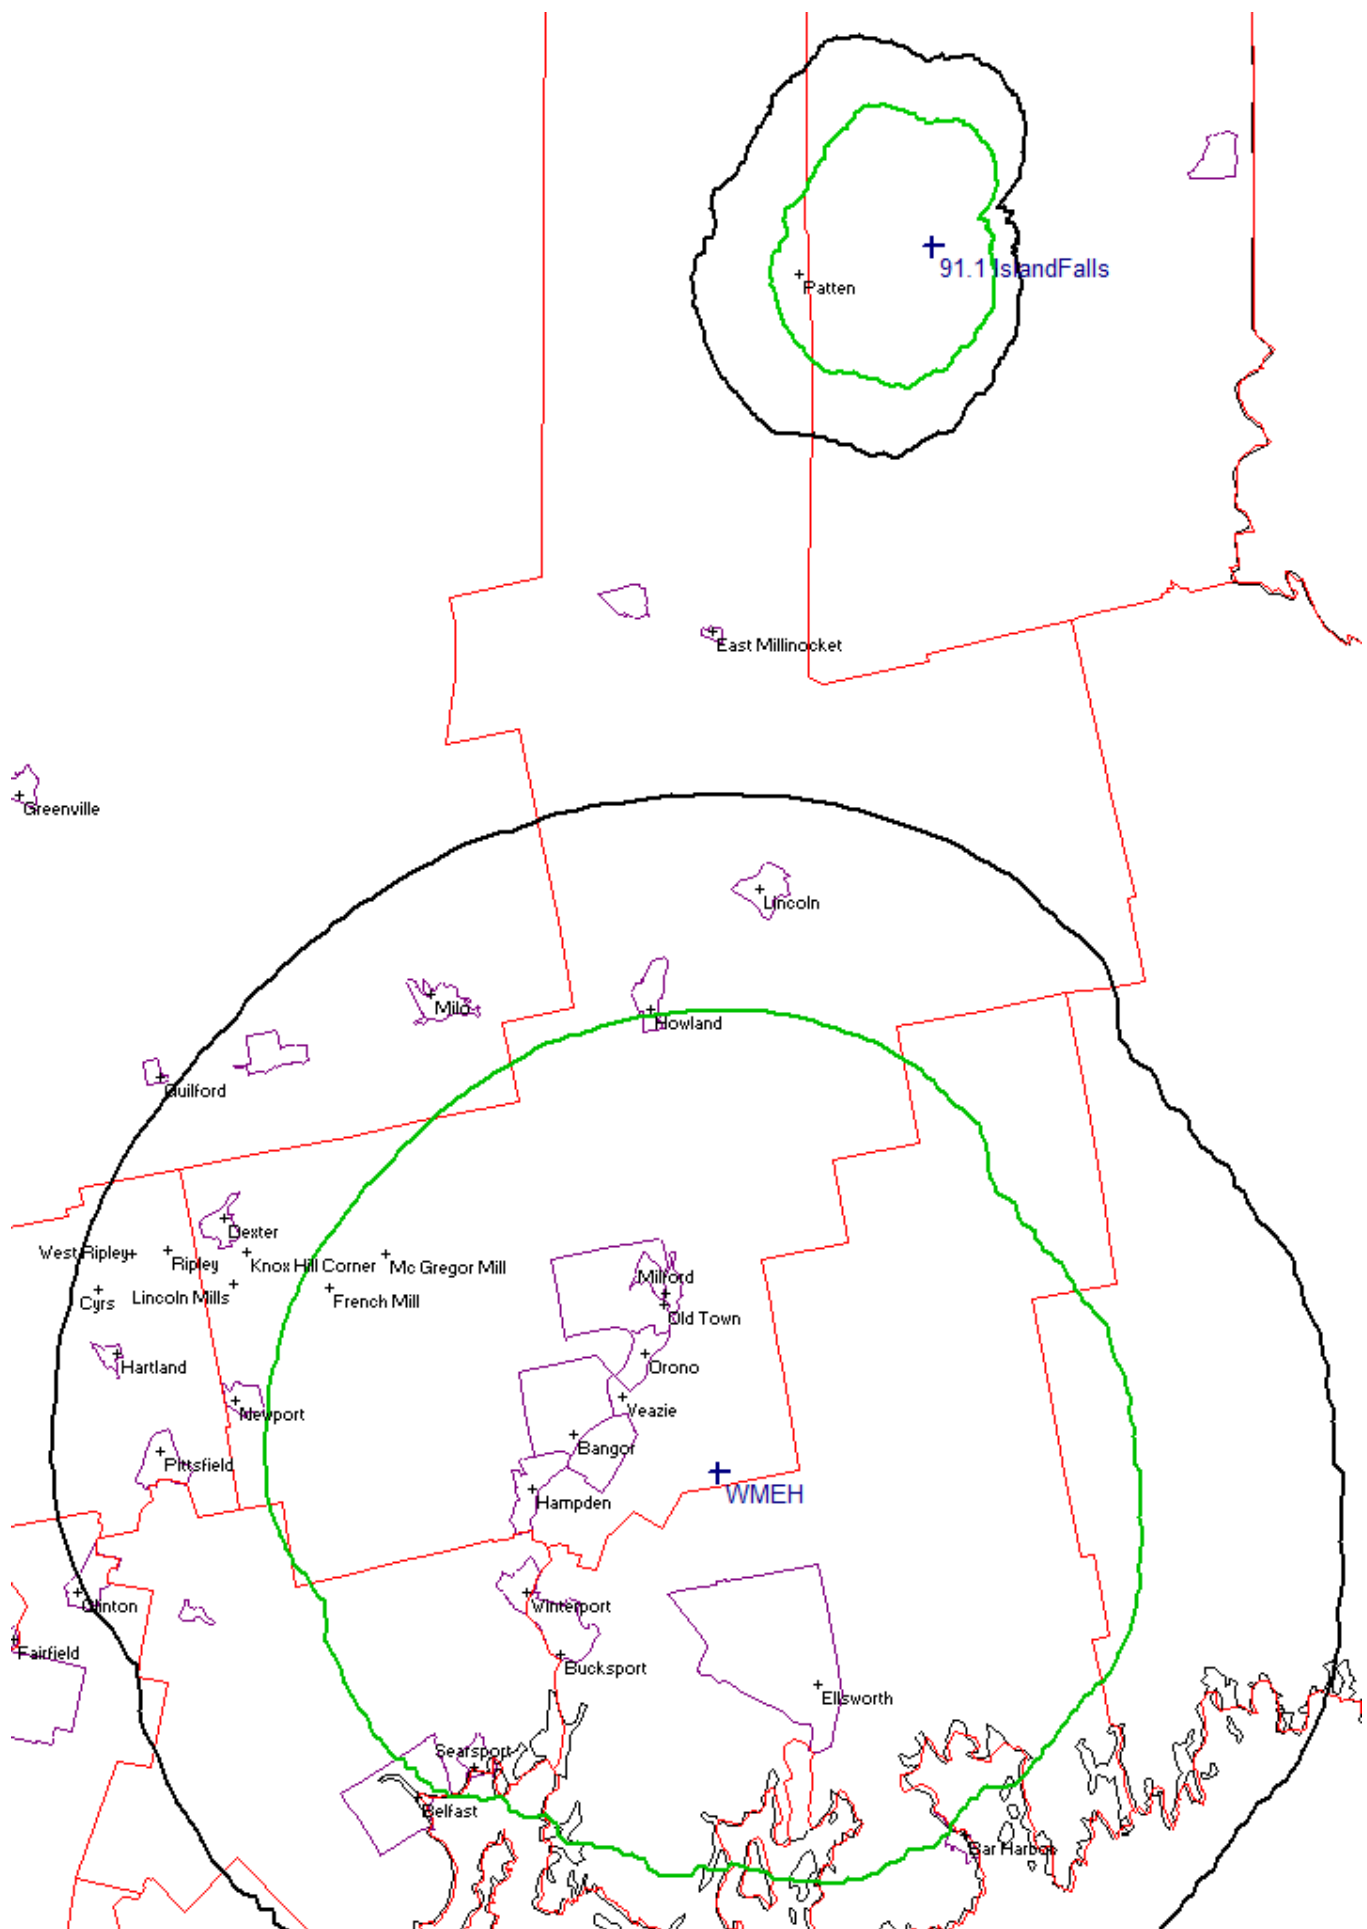 91.1 IslandFalls
Patten
East Millinocket
Greenville
Lincoln
Milo
Howland
Guilford
Dexter
West Ripley
Ripley
Knox Hill Corner
Mc Gregor Mill
Milford
Cyrs
Lincoln Mills
French Mill
Old Town
Hartland
Orono
Newport
Veazie
Bangor
Pittsfield
WMEH
Hampden
Clinton
Winterport
Fairfield
Bucksport
Ellsworth
Searsport
Belfast
Bar Harbor